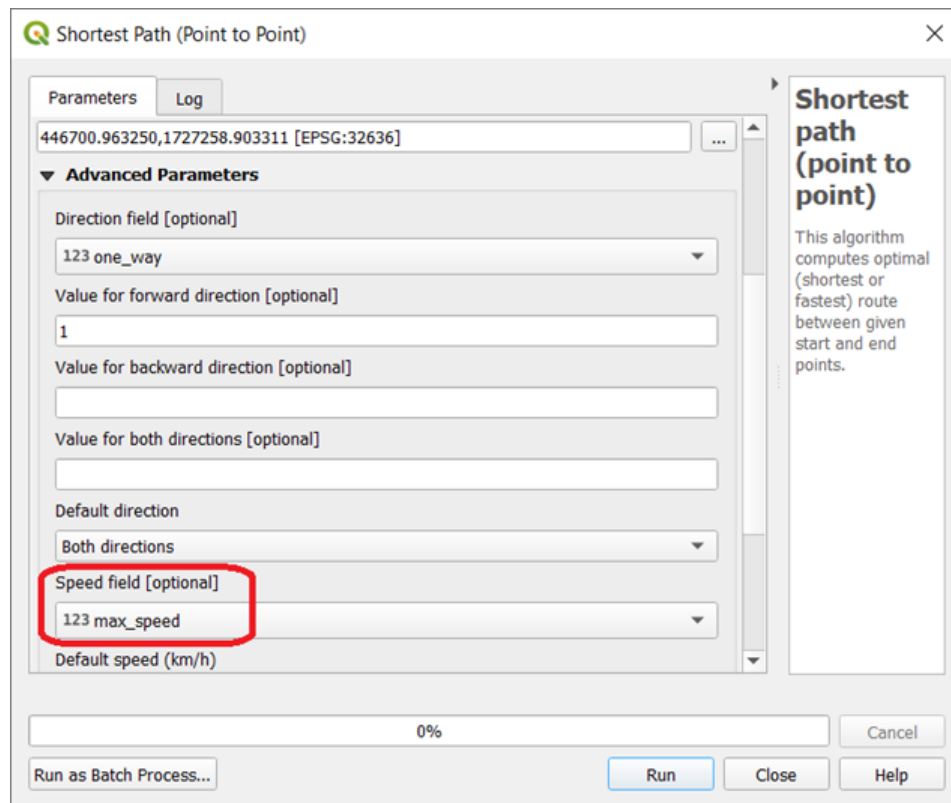 Shortest Path (Point to Point)
Parameters
Log
446700.963250,1727258.903311 [EPSG:32636]
...
Advanced Parameters
Direction field [optional]
123 one_way
Value for forward direction [optional]
1
Value for backward direction [optional]
Value for both directions [optional]
Default direction
Both directions
Speed field [optional]
123 max_speed
Default speed (km/h)
Shortest
path
(point to
point)
This algorithm
computes optimal
(shortest or
fastest) route
between given
start and end
points.
0%
Cancel
Run as Batch Process...
Run
Close
Help